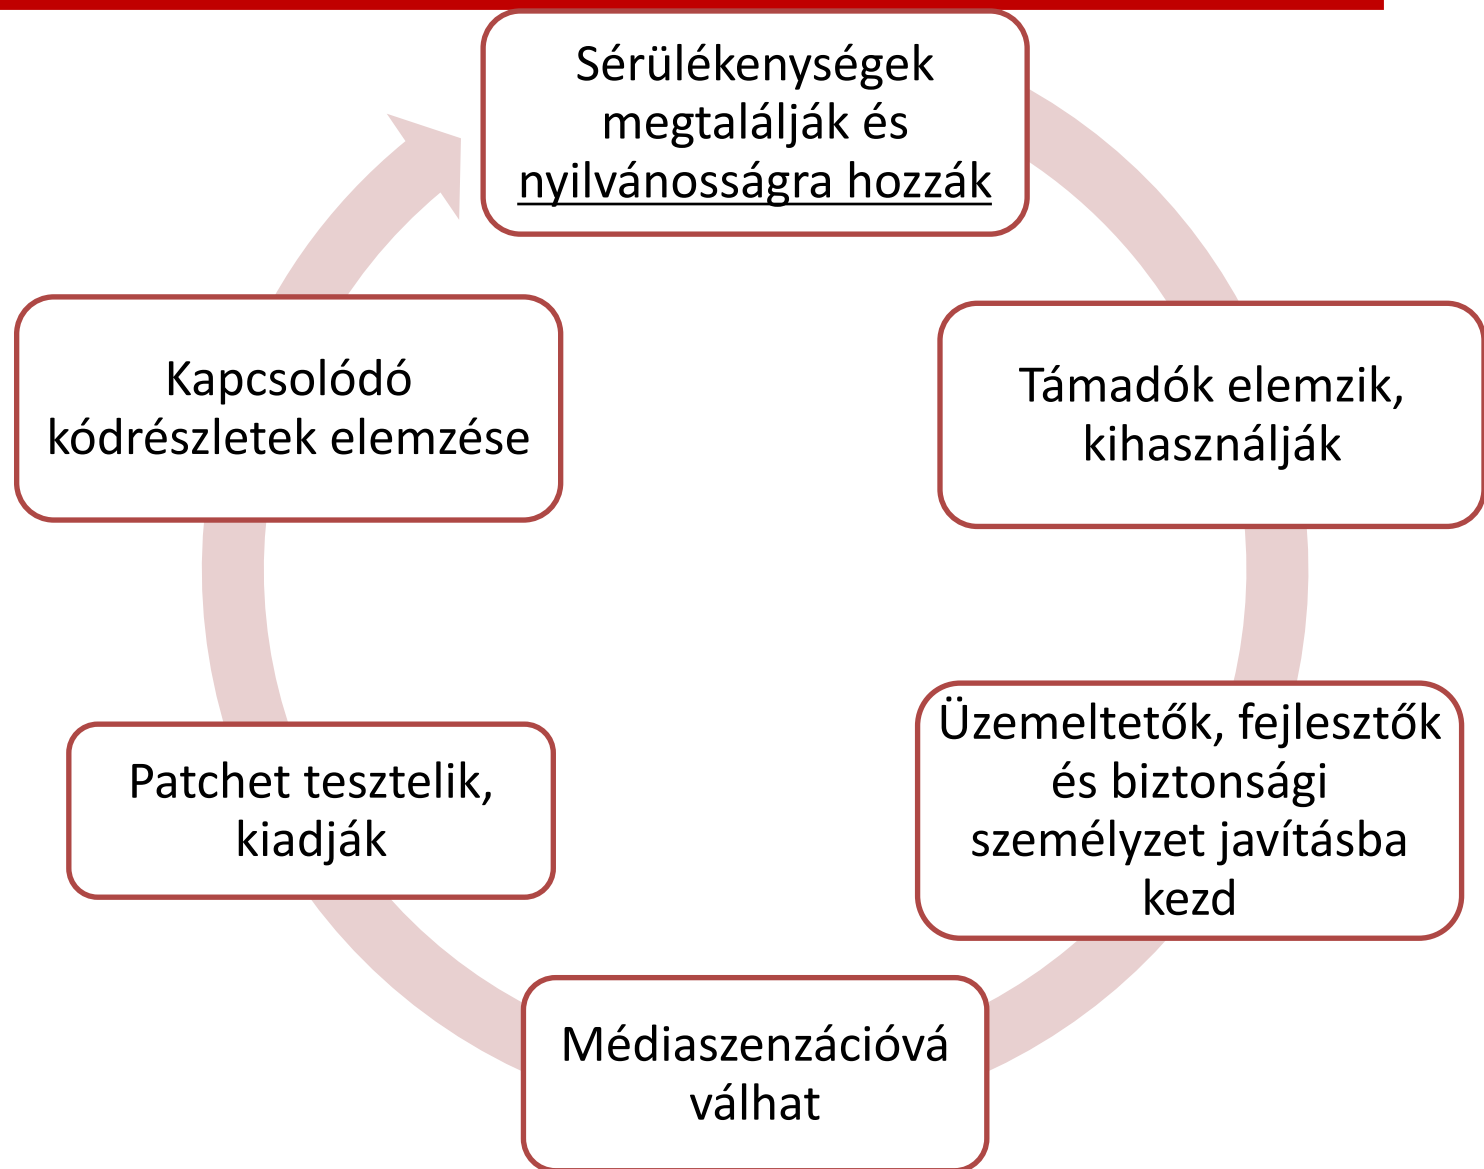 Sérülékenységek
megtalálják és
nyilvánosságra hozzák
Támadók elemzik,
kihasználják
Üzemeltetők, fejlesztők
és biztonsági
személyzet javításba
kezd
Médiaszenzációvá
válhat
Patchet tesztelik,
kiadják
Kapcsolódó
kódrészletek elemzése